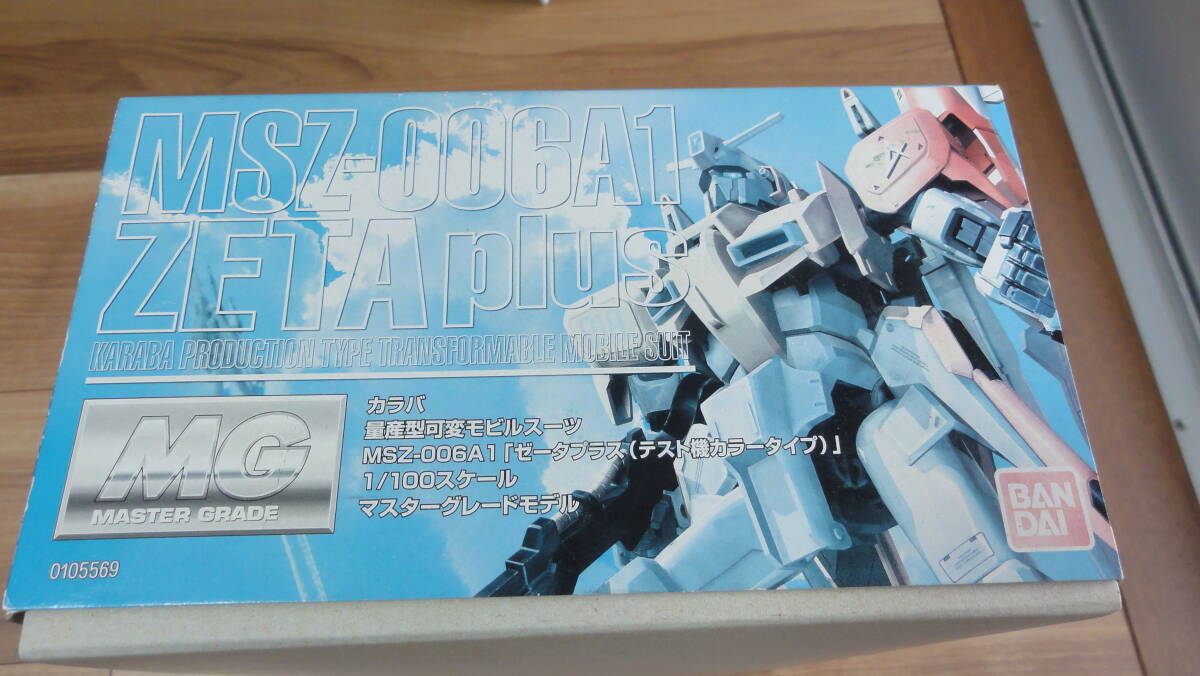 MSZ-006A1
ZETA plus
KARABA PRODUCTION TYPE TRANSFORMABLE MOBILE SUIT
MG
MASTER GRADE
カラバ
量産型可変モビルスーツ
MSZ-006A1「ゼータプラス(テスト機カラータイプ)」
1/100スケール
マスターグレードモデル
BAN
DAI
0105569